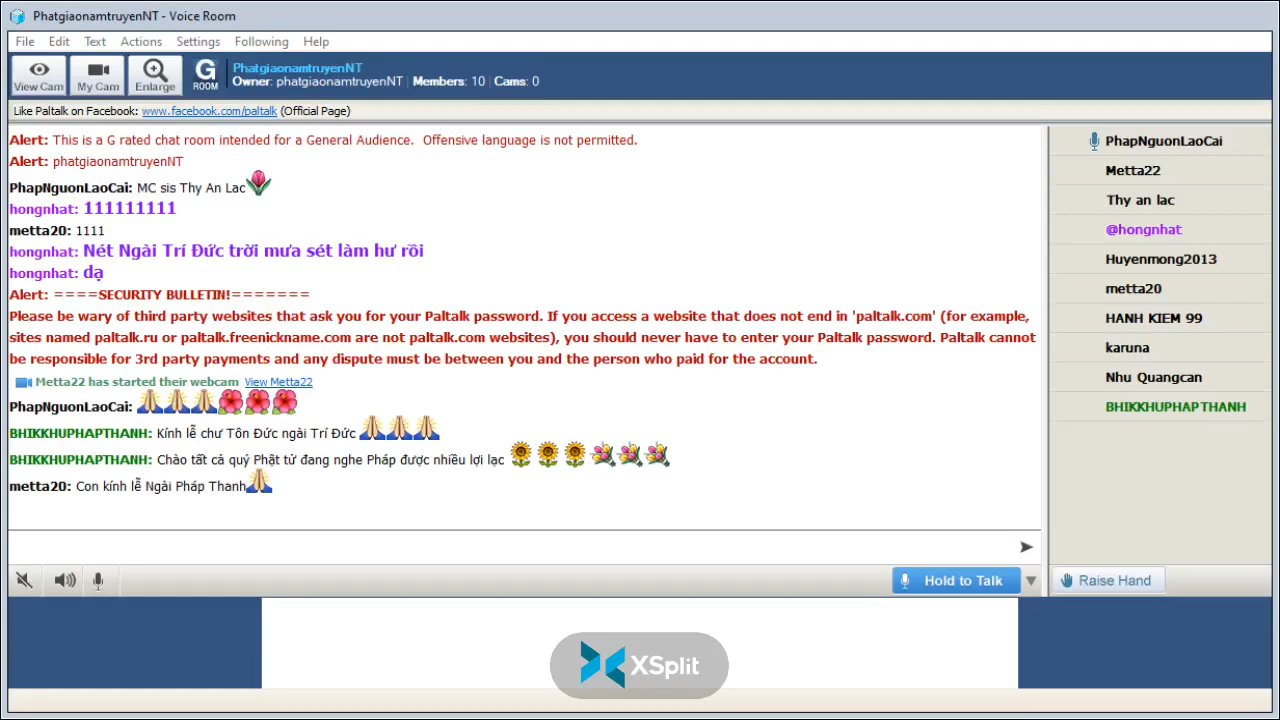 PhatgiaonamtruyenNT - Voice Room
File Edit Text Actions Settings Following Help
View Cam My Cam Enlarge G ROOM
PhatgiaonamtruyenNT
Owner: phatgiaonamtruyenNT | Members: 10 | Cams: 0
Like Paltalk on Facebook: www.facebook.com/paltalk (Official Page)
Alert: This is a G rated chat room intended for a General Audience. Offensive language is not permitted.
Alert: phatgiaonamtruyenNT
PhapNguonLaoCai: MC sis Thy An Lac
hongnhat: 111111111
metta20: 1111
hongnhat: Nét Ngài Trí Đức trời mưa sét làm hư rồi
hongnhat: dạ
Alert: ====SECURITY BULLETIN!=======
Please be wary of third party websites that ask you for your Paltalk password. If you access a website that does not end in 'paltalk.com' (for example,
sites named paltalk.ru or paltalk.freenickname.com are not paltalk.com websites), you should never have to enter your Paltalk password. Paltalk cannot
be responsible for 3rd party payments and any dispute must be between you and the person who paid for the account.
Metta22 has started their webcam View Metta22
PhapNguonLaoCai:
BHIKKHUPHAPTHANH: Kính lễ chư Tôn Đức ngài Trí Đức
BHIKKHUPHAPTHANH: Chào tất cả quý Phật tử đang nghe Pháp được nhiều lợi lạc
metta20: Con kính lễ Ngài Pháp Thanh
PhapNguonLaoCai
Metta22
Thy an lac
@hongnhat
Huyenmong2013
metta20
HANH KIEM 99
karuna
Nhu Quangcan
BHIKKHUPHAPTHANH
Hold to Talk
Raise Hand
XSplit